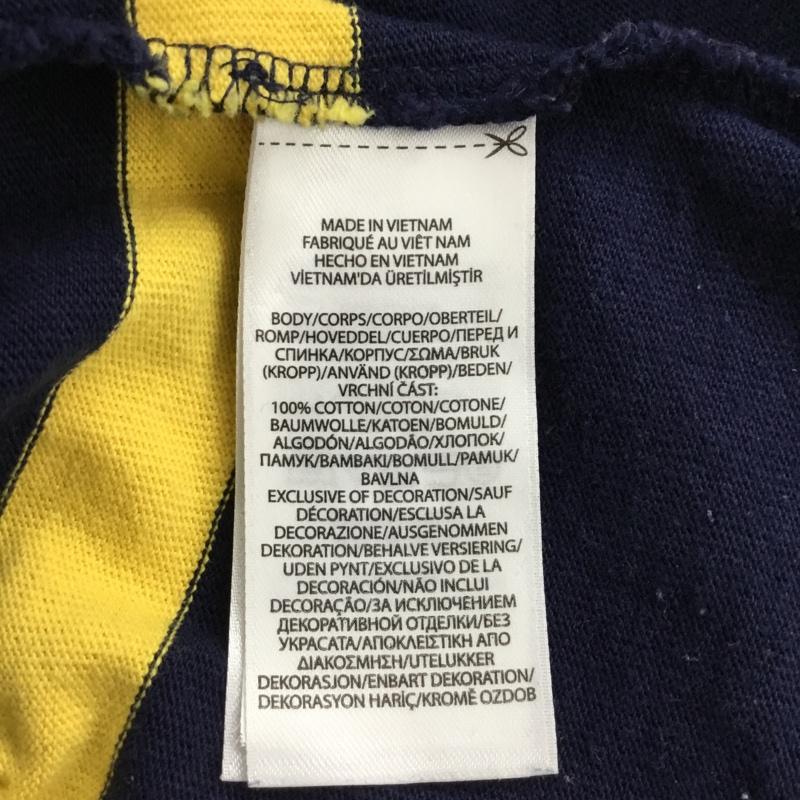 MADE IN VIETNAM
FABRIQUÉ AU VIÊT NAM
HECHO EN VIETNAM
VİETNAM'DA ÜRETİLMİŞTİR
BODY/CORPS/CORPO/OBERTEIL/
ROMP/HOVEDDEL/CUERPO/ПЕРЕД И
СПИНКА/КОРПУС/ΣΩΜΑ/BRUK
(KROPP)/ANVÄND (KROPP)/BEDEN/
VRCHNÍ ČÁST:
100% COTTON/COTON/COTONE/
BAUMWOLLE/KATOEN/BOMULD/
ALGODÓN/ALGODÃO/ХЛОПОК/
ПАМУК/ΒΑΜΒΑΚΙ/BOMULL/PAMUK/
BAVLNA
EXCLUSIVE OF DECORATION/SAUF
DÉCORATION/ESCLUSA LA
DECORAZIONE/AUSGENOMMEN
DEKORATION/BEHALVE VERSIERING/
UDEN PYNT/EXCLUSIVO DE LA
DECORACIÓN/NÃO INCLUI
DECORAÇÃO/ЗА ИСКЛЮЧЕНИЕМ
ДЕКОРАТИВНОЙ ОТДЕЛКИ/БЕЗ
УКРАСАТА/ΑΠΟΚΛΕΙΣΤΙΚΗ ΑΠΟ
ΔΙΑΚΟΣΜΗΣΗ/UTELUKKER
DEKORASJON/ENBART DEKORATION/
DEKORASYON HARİÇ/KROMĚ OZDOB